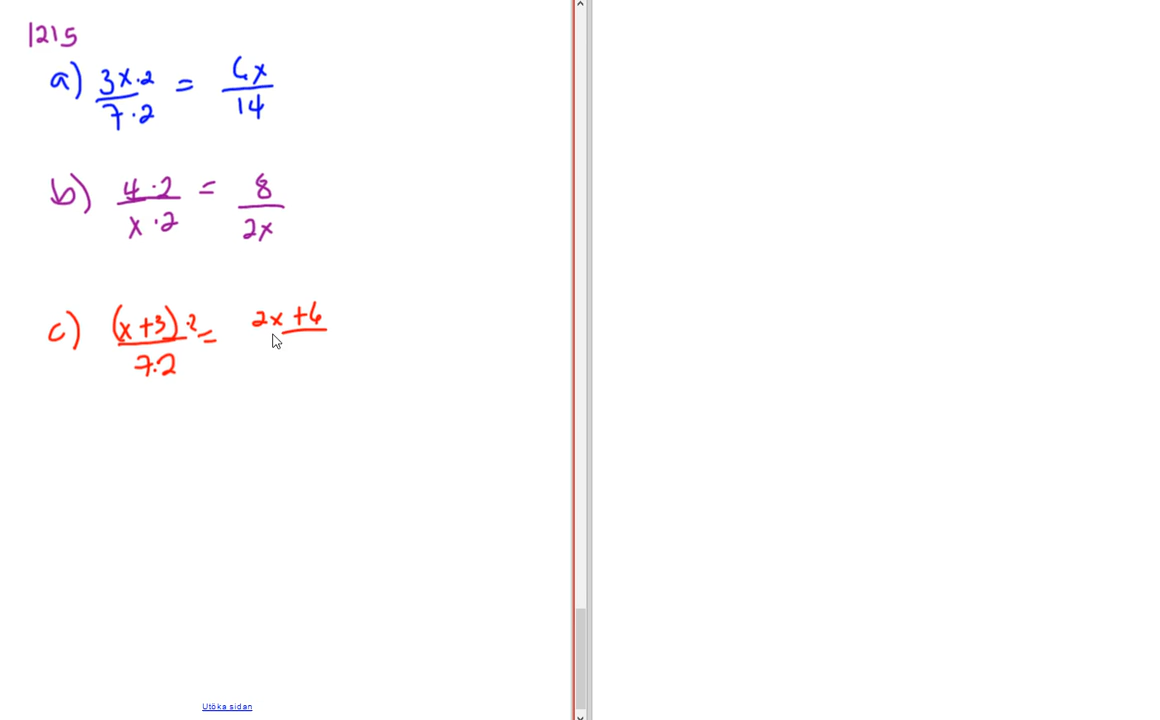 1215
a) 3x·2/7·2 = 6x/14
b) 4·2/x·2 = 8/2x
c) (x+3)·2/7·2 = 2x+6
Utöka sidan